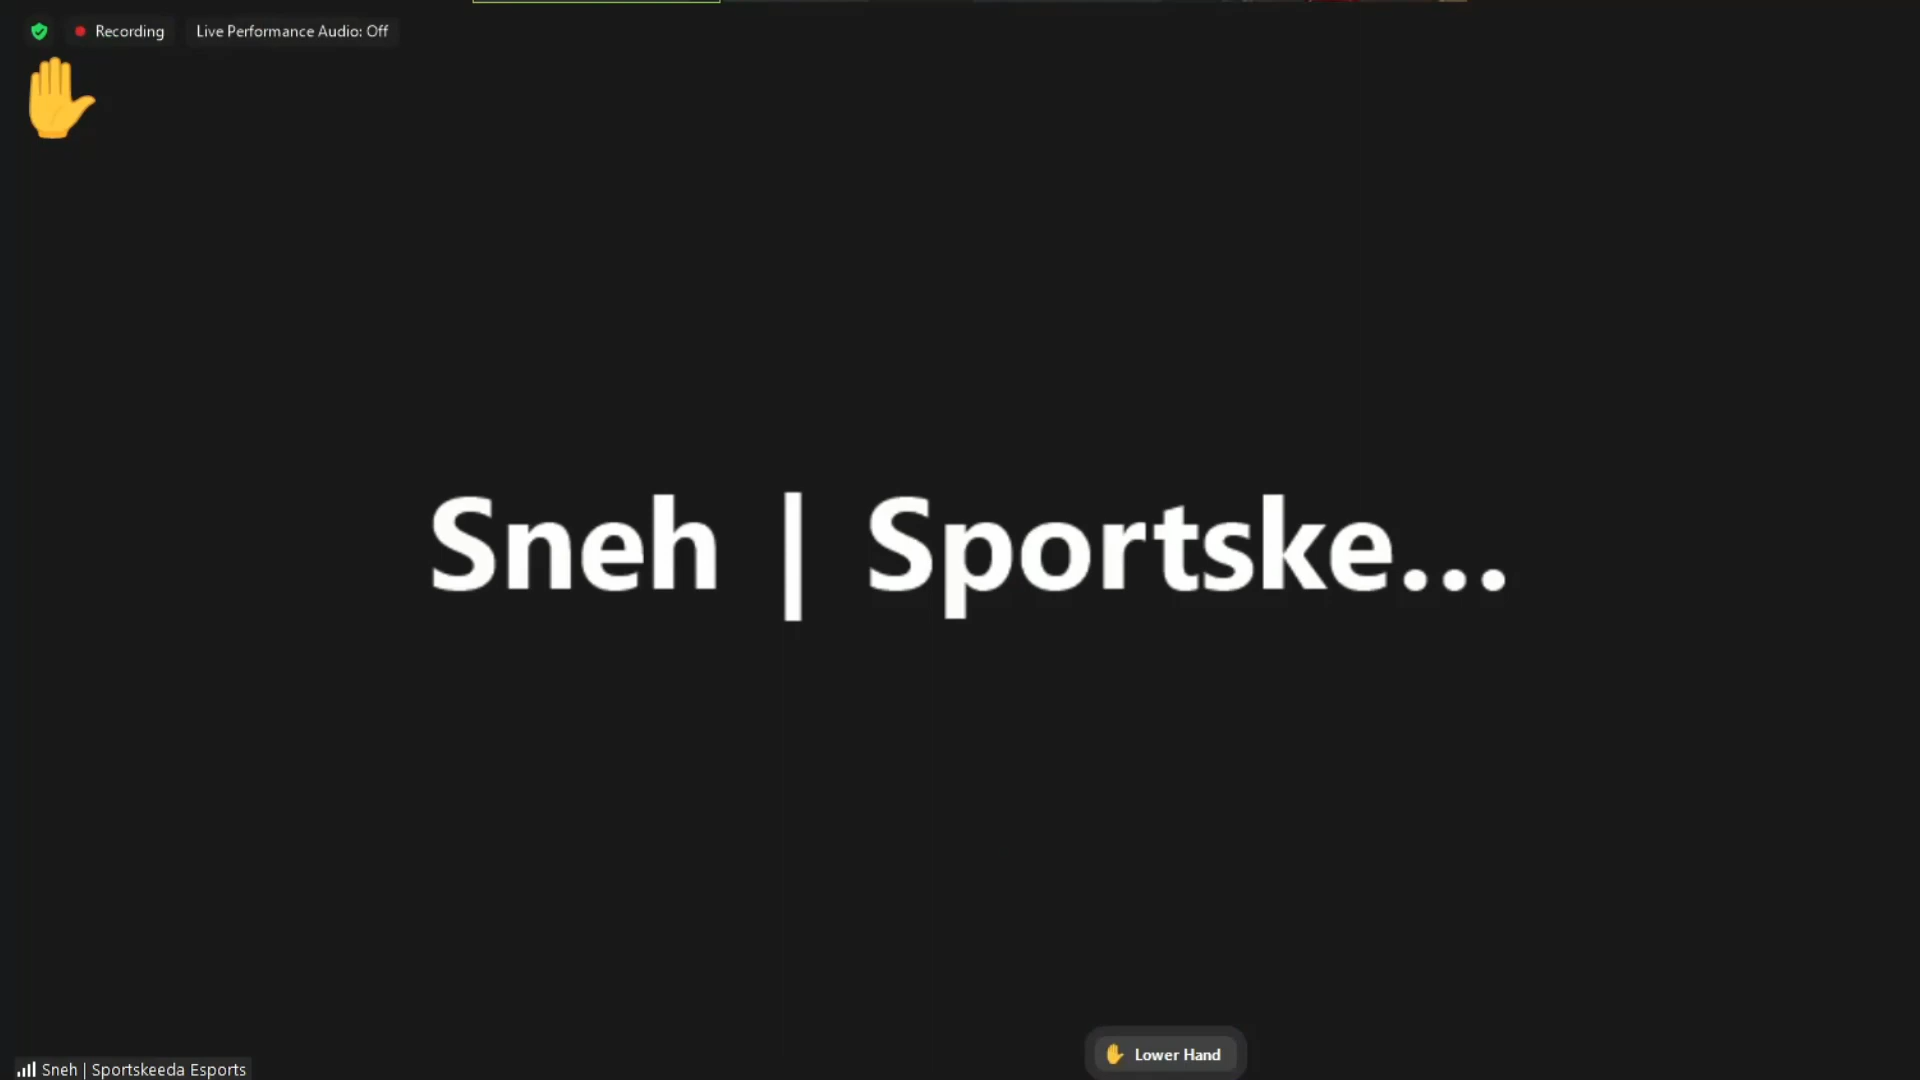 Recording
Live Performance Audio: Off
Sneh | Sportske...
Lower Hand
Sneh | Sportskeeda Esports